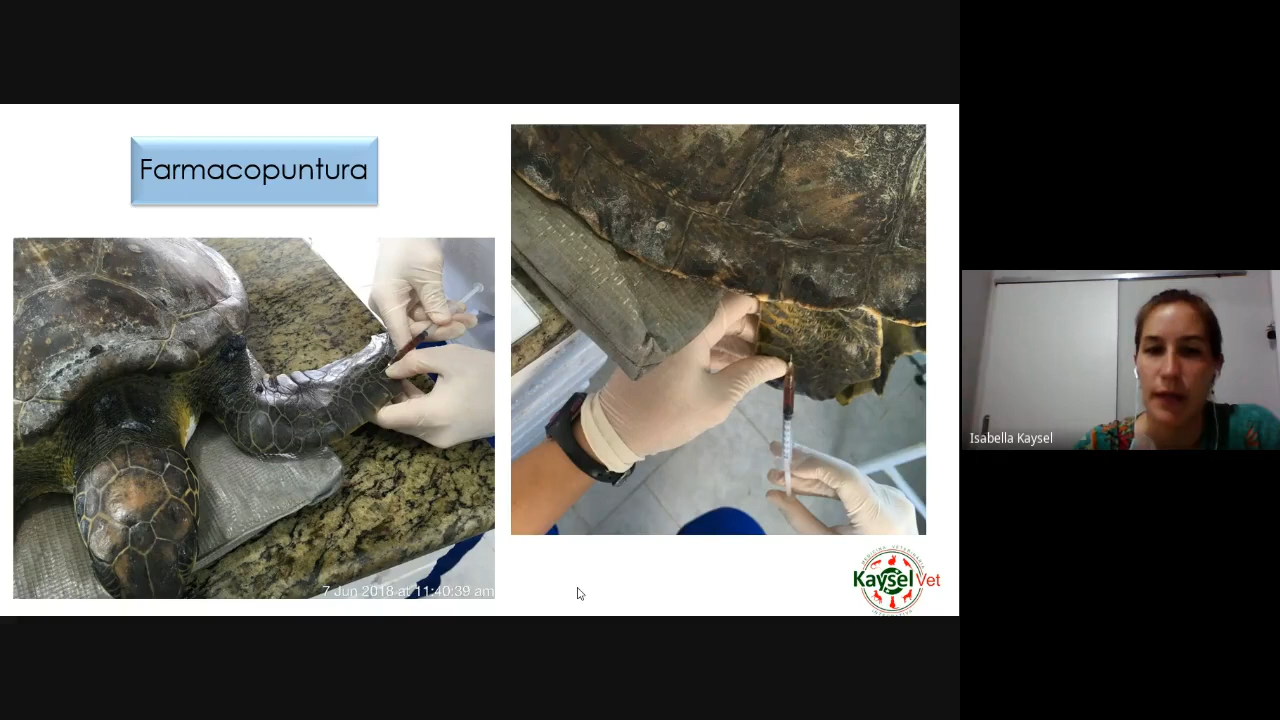 Farmacopuntura
7 Jun 2018 at 11:40:39 am
Kaysel Vet
Isabella Kaysel